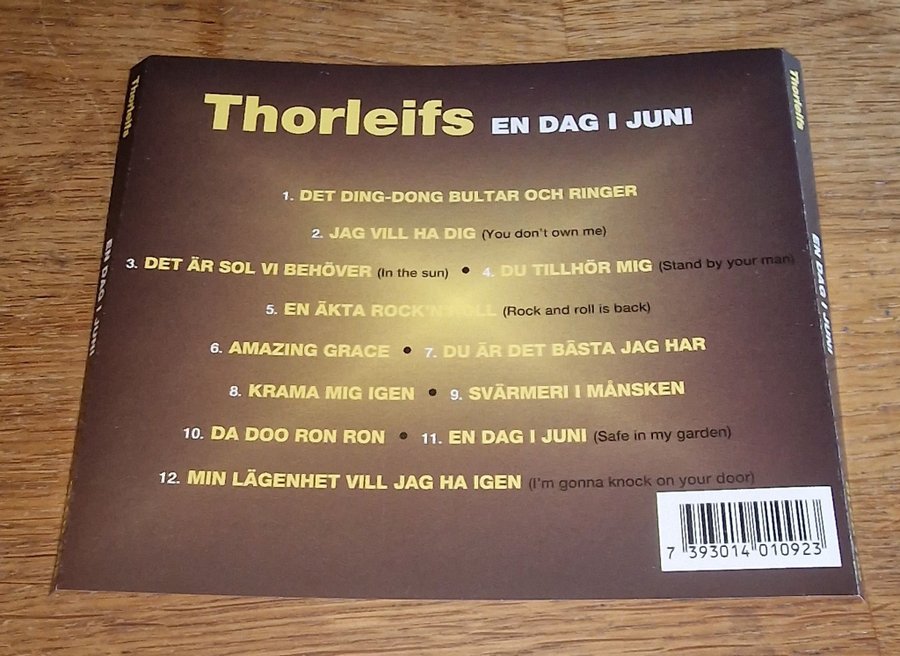 Thorleifs EN DAG I JUNI
1. DET DING-DONG BULTAR OCH RINGER
2. JAG VILL HA DIG (You don't own me)
3. DET ÄR SOL VI BEHÖVER (In the sun) • 4. DU TILLHÖR MIG (Stand by your man)
5. EN ÄKTA ROCK'N'ROLL (Rock and roll is back)
6. AMAZING GRACE • 7. DU ÄR DET BÄSTA JAG HAR
8. KRAMA MIG IGEN • 9. SVÄRMERI I MÅNSKEN
10. DA DOO RON RON • 11. EN DAG I JUNI (Safe in my garden)
12. MIN LÄGENHET VILL JAG HA IGEN (I'm gonna knock on your door)
7 393014 010923
Thorleifs EN DAG I JUNI
Thorleifs EN DAG I JUNI